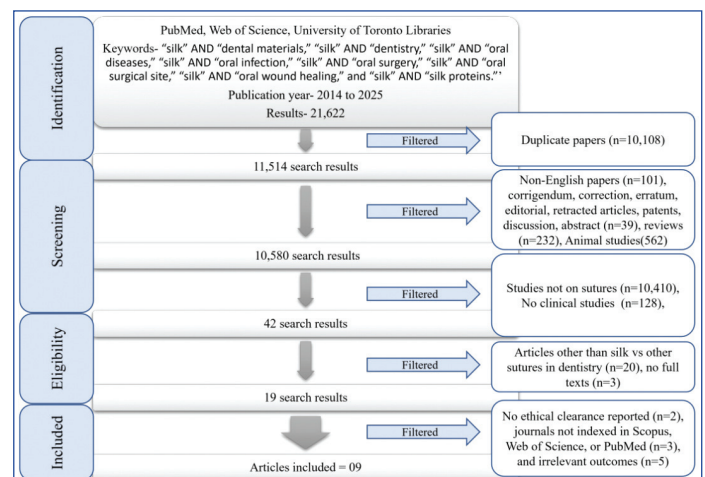 Identification
PubMed, Web of Science, University of Toronto Libraries
Keywords- “silk” AND “dental materials,” “silk” AND “dentistry,” “silk” AND “oral
diseases,” “silk” AND “oral infection,” “silk” AND “oral surgery,” “silk” AND “oral
surgical site,” “silk” AND “oral wound healing,” and “silk” AND “silk proteins.”*
Publication year- 2014 to 2025
Results- 21,622
Filtered
Duplicate papers (n=10,108)
11,514 search results
Screening
Filtered
Non-English papers (n=101),
corrigendum, correction, erratum,
editorial, retracted articles, patents,
discussion, abstract (n=39), reviews
(n=232), Animal studies(562)
10,580 search results
Filtered
Studies not on sutures (n=10,410),
No clinical studies (n=128),
42 search results
Eligibility
Filtered
Articles other than silk vs other
sutures in dentistry (n=20), no full
texts (n=3)
19 search results
Included
Filtered
No ethical clearance reported (n=2),
journals not indexed in Scopus,
Web of Science, or PubMed (n=3),
and irrelevant outcomes (n=5)
Articles included = 09